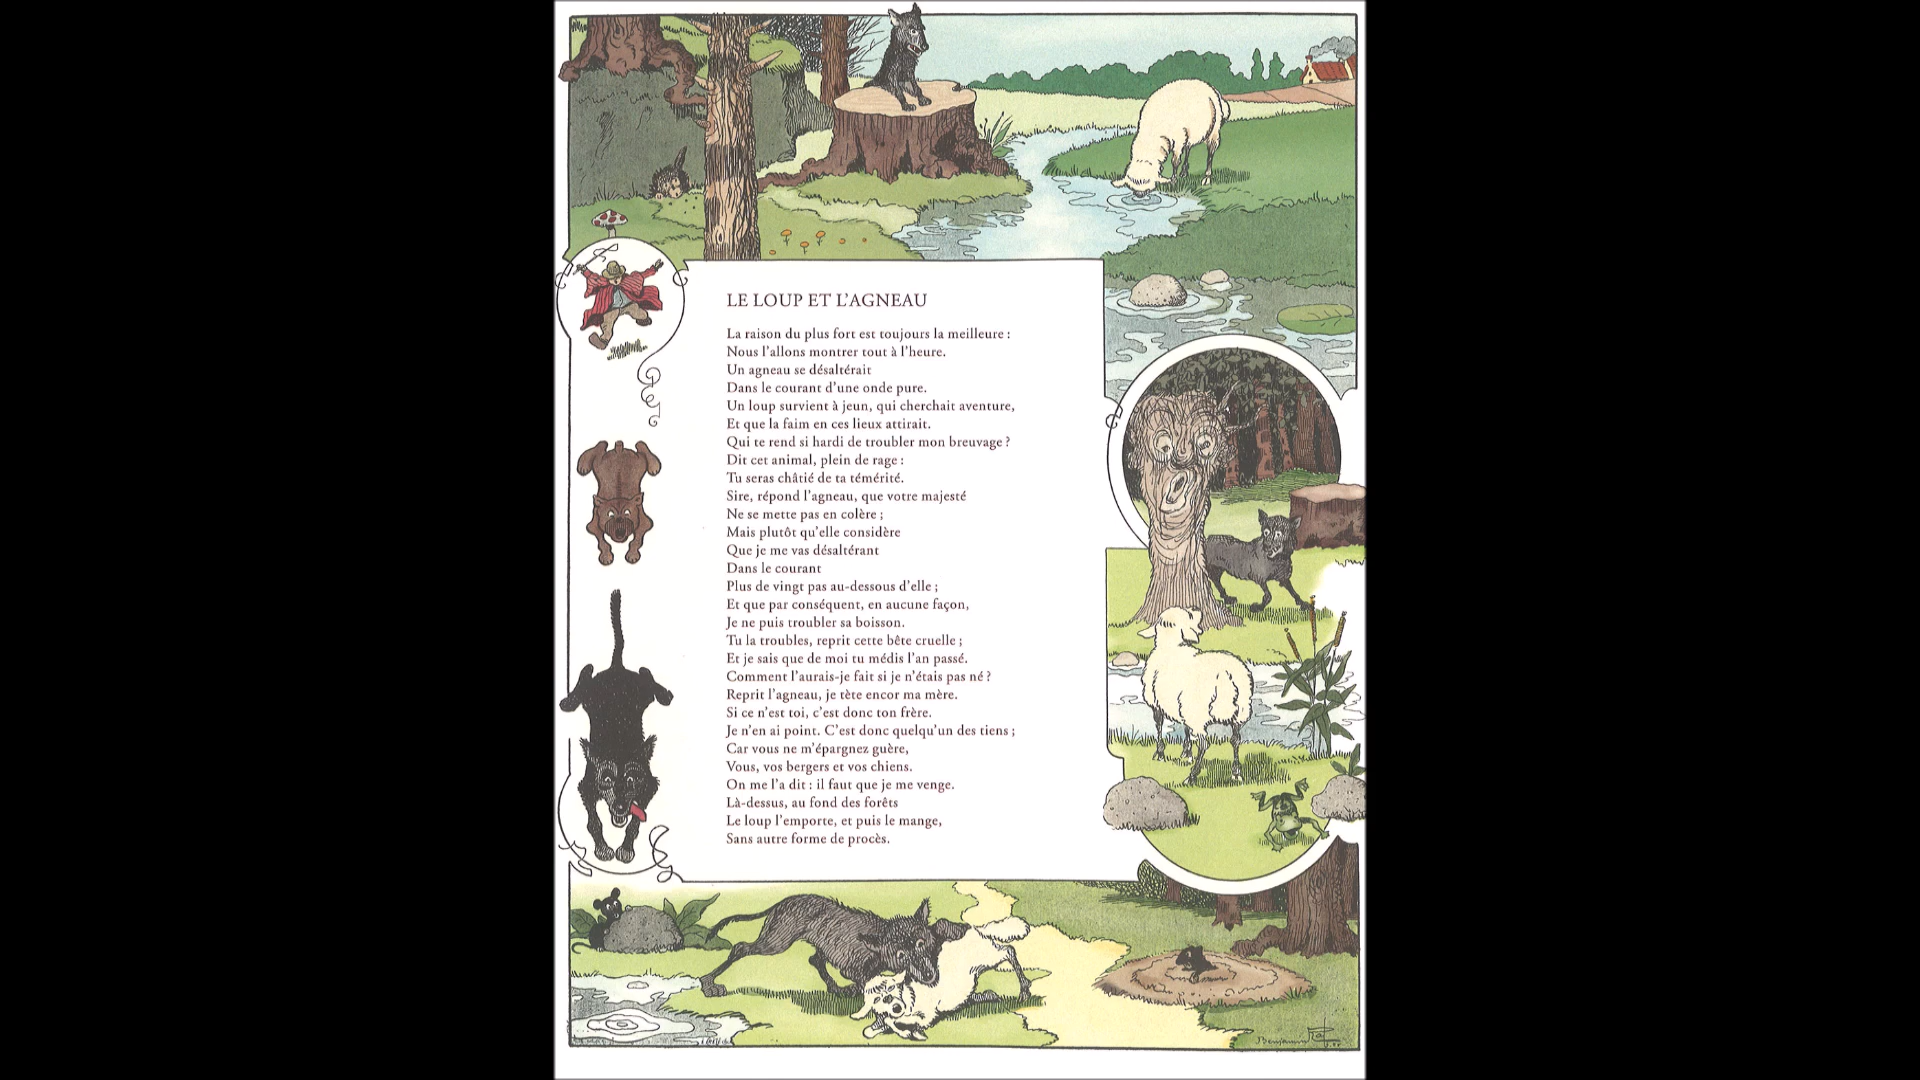 LE LOUP ET L'AGNEAU
La raison du plus fort est toujours la meilleure :
Nous l'allons montrer tout à l'heure.
Un agneau se désaltérait
Dans le courant d'une onde pure.
Un loup survient à jeun, qui cherchait aventure,
Et que la faim en ces lieux attirait.
Qui te rend si hardi de troubler mon breuvage ?
Dit cet animal, plein de rage :
Tu seras châtié de ta témérité.
Sire, répond l'agneau, que votre majesté
Ne se mette pas en colère ;
Mais plutôt qu'elle considère
Que je me vas désaltérant
Dans le courant
Plus de vingt pas au-dessous d'elle ;
Et que par conséquent, en aucune façon,
Je ne puis troubler sa boisson.
Tu la troubles, reprit cette bête cruelle ;
Et je sais que de moi tu médis l'an passé.
Comment l'aurais-je fait si je n'étais pas né ?
Reprit l'agneau, je tète encor ma mère.
Si ce n'est toi, c'est donc ton frère.
Je n'en ai point. C'est donc quelqu'un des tiens ;
Car vous ne m'épargnez guère,
Vous, vos bergers et vos chiens.
On me l'a dit : il faut que je me venge.
Là-dessus, au fond des forêts
Le loup l'emporte, et puis le mange,
Sans autre forme de procès.
Benjamin